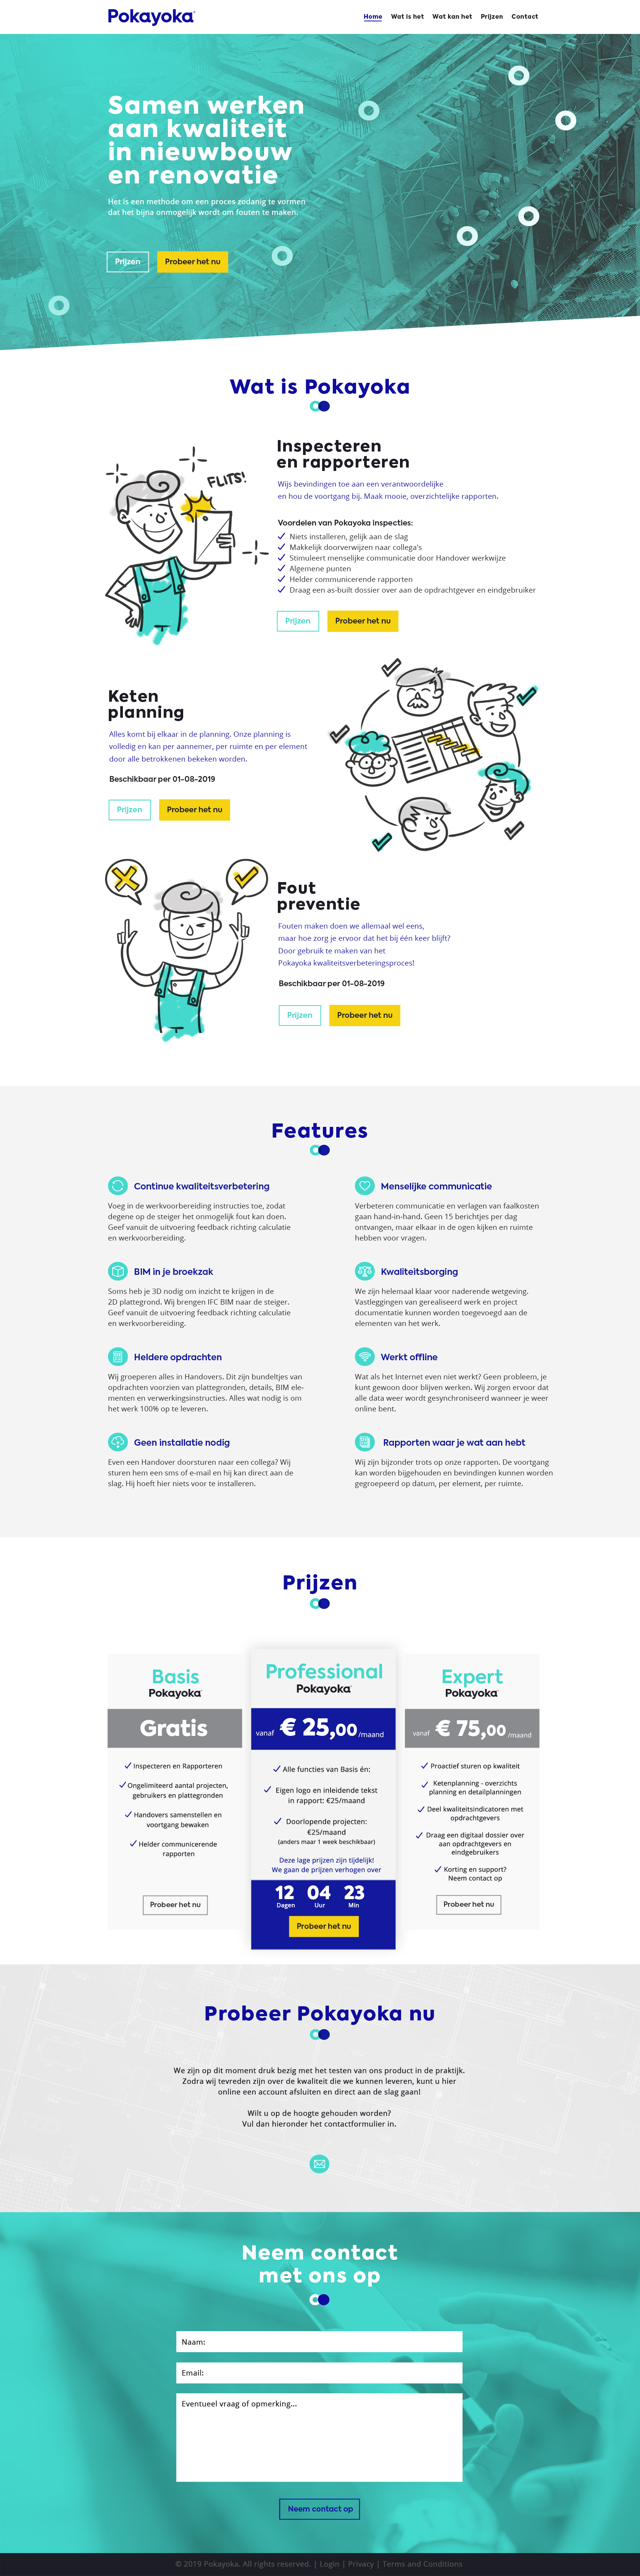 Pokayoka
Home Wat is het Wat kan het Prijzen Contact
Samen werken
aan kwaliteit
in nieuwbouw
en renovatie
Het is een methode om een proces zodanig te vormen
dat het bijna onmogelijk wordt om fouten te maken.
Prijzen Probeer het nu
Wat is Pokayoka
FLITS!
Inspecteren
en rapporteren
Wijs bevindingen toe aan een verantwoordelijke
en hou de voortgang bij. Maak mooie, overzichtelijke rapporten.
Voordelen van Pokayoka inspecties:
Niets installeren, gelijk aan de slag
Makkelijk doorverwijzen naar collega's
Stimuleert menselijke communicatie door Handover werkwijze
Algemene punten
Helder communicerende rapporten
Draag een as-built dossier over aan de opdrachtgever en eindgebruiker
Prijzen Probeer het nu
Keten
planning
Alles komt bij elkaar in de planning. Onze planning is
volledig en kan per aannemer, per ruimte en per element
door alle betrokkenen bekeken worden.
Beschikbaar per 01-08-2019
Prijzen Probeer het nu
Fout
preventie
Fouten maken doen we allemaal wel eens,
maar hoe zorg je ervoor dat het bij één keer blijft?
Door gebruik te maken van het
Pokayoka kwaliteitsverbeteringsproces!
Beschikbaar per 01-08-2019
Prijzen Probeer het nu
Features
Continue kwaliteitsverbetering
Voeg in de werkvoorbereiding instructies toe, zodat
degene op de steiger het onmogelijk fout kan doen.
Geef vanuit de uitvoering feedback richting calculatie
en werkvoorbereiding.
Menselijke communicatie
Verbeteren communicatie en verlagen van faalkosten
gaan hand-in-hand. Geen 15 berichtjes per dag
ontvangen, maar elkaar in de ogen kijken en ruimte
hebben voor vragen.
BIM in je broekzak
Soms heb je 3D nodig om inzicht te krijgen in de
2D plattegrond. Wij brengen IFC BIM naar de steiger.
Geef vanuit de uitvoering feedback richting calculatie
en werkvoorbereiding.
Kwaliteitsborging
We zijn helemaal klaar voor naderende wetgeving.
Vastleggingen van gerealiseerd werk en project
documentatie kunnen worden toegevoegd aan de
elementen van het werk.
Heldere opdrachten
Wij groeperen alles in Handovers. Dit zijn bundeltjes van
opdrachten voorzien van plattegronden, details, BIM ele-
menten en verwerkingsinstructies. Alles wat nodig is om
het werk 100% op te leveren.
Werkt offline
Wat als het Internet even niet werkt? Geen probleem, je
kunt gewoon door blijven werken. Wij zorgen ervoor dat
alle data weer wordt gesynchroniseerd wanneer je weer
online bent.
Geen installatie nodig
Even een Handover doorsturen naar een collega? Wij
sturen hem een sms of e-mail en hij kan direct aan de
slag. Hij hoeft hier niets voor te installeren.
Rapporten waar je wat aan hebt
Wij zijn bijzonder trots op onze rapporten. De voortgang
kan worden bijgehouden en bevindingen kunnen worden
gegroepeerd op datum, per element, per ruimte.
Prijzen
Basis
Pokayoka
Gratis
Inspecteren en Rapporteren
Ongelimiteerd aantal projecten,
gebruikers en plattegronden
Handovers samenstellen en
voortgang bewaken
Helder communicerende
rapporten
Probeer het nu
Professional
Pokayoka
vanaf € 25,00 /maand
Alle functies van Basis én:
Eigen logo en inleidende tekst
in rapport: €25/maand
Doorlopende projecten:
€25/maand
(anders maar 1 week beschikbaar)
Deze lage prijzen zijn tijdelijk!
We gaan de prijzen verhogen over
12 04 23
Dagen Uur Min
Probeer het nu
Expert
Pokayoka
vanaf € 75,00 /maand
Proactief sturen op kwaliteit
Ketenplanning - overzichts
planning en detailplanningen
Deel kwaliteitsindicatoren met
opdrachtgevers
Draag een digitaal dossier over
aan opdrachtgevers en
eindgebruikers
Korting en support?
Neem contact op
Probeer het nu
Probeer Pokayoka nu
We zijn op dit moment druk bezig met het testen van ons product in de praktijk.
Zodra wij tevreden zijn over de kwaliteit die we kunnen leveren, kunt u hier
online een account afsluiten en direct aan de slag gaan!
Wilt u op de hoogte gehouden worden?
Vul dan hieronder het contactformulier in.
Neem contact
met ons op
Naam:
Email:
Eventueel vraag of opmerking...
Neem contact op
© 2019 Pokayoka. All rights reserved. | Login | Privacy | Terms and Conditions